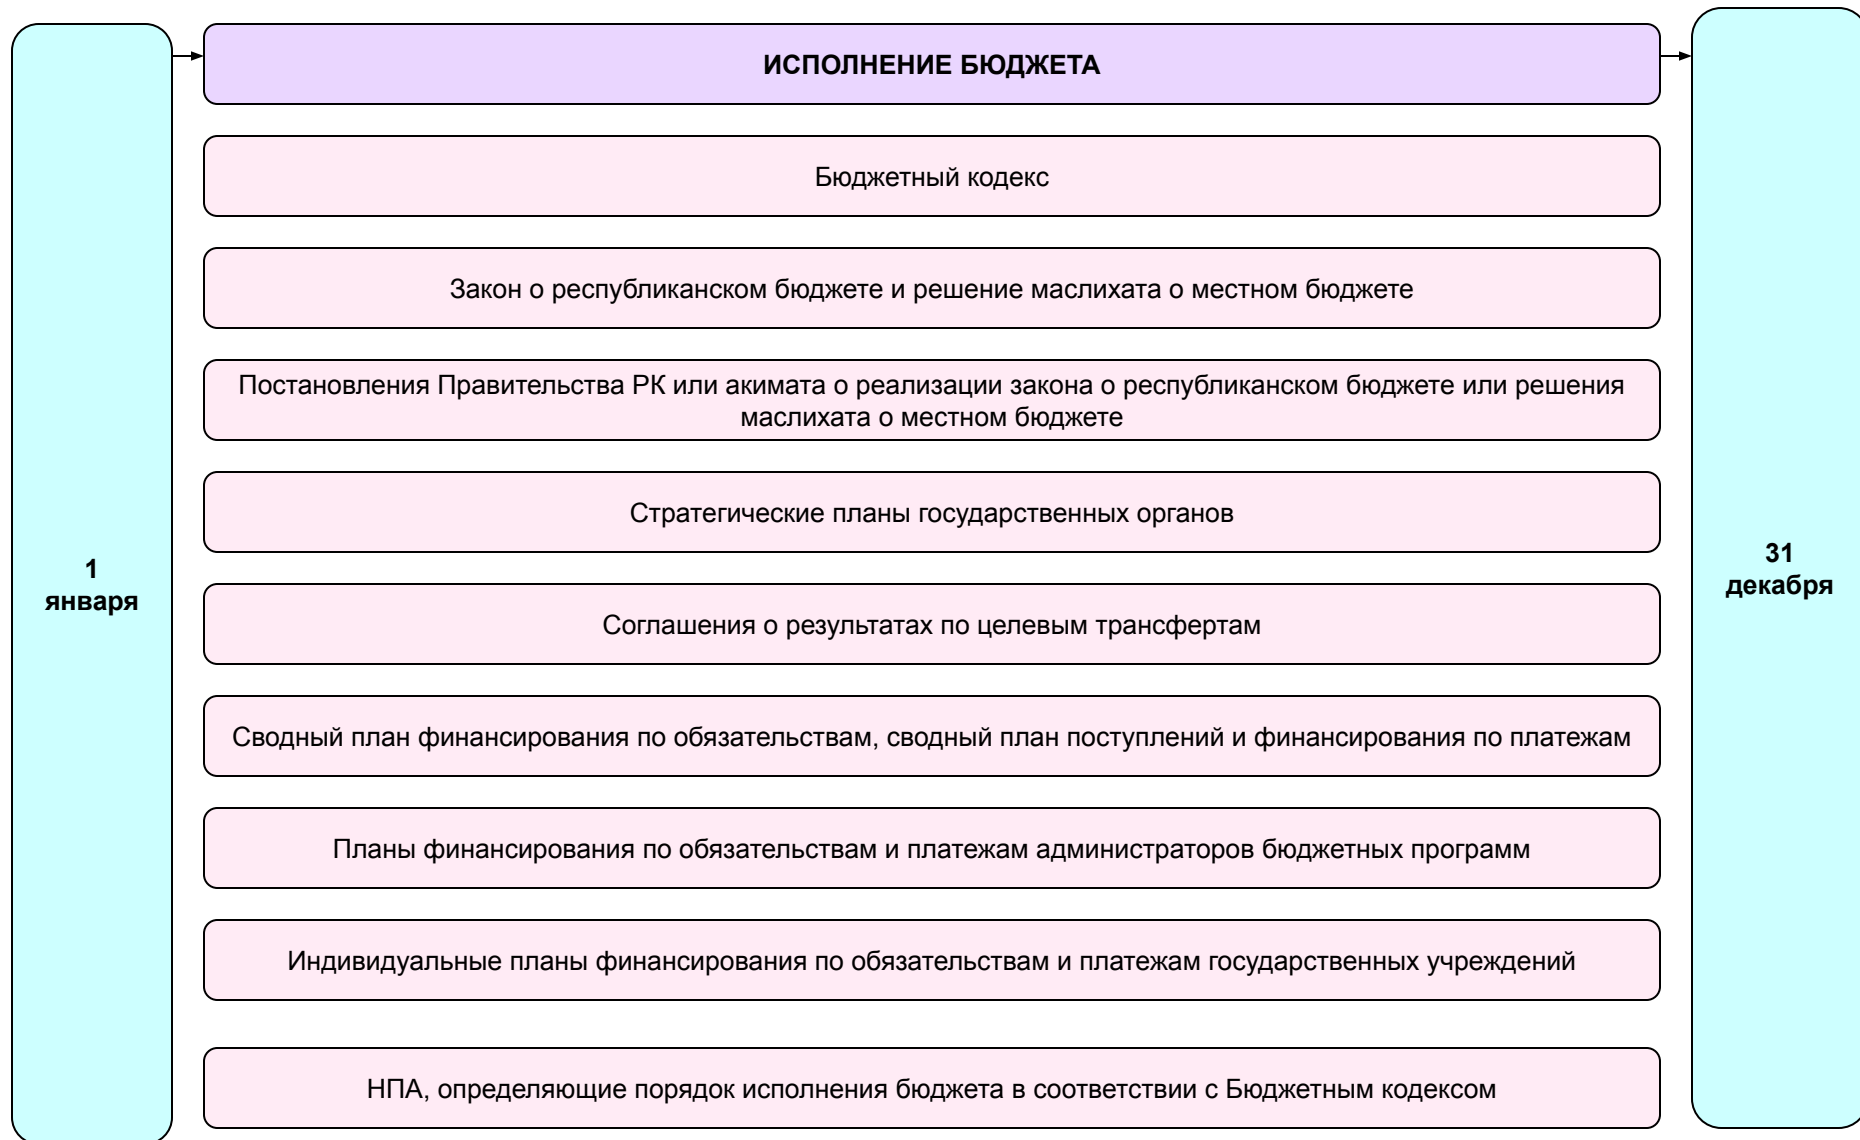 ИСПОЛНЕНИЕ БЮДЖЕТА
Бюджетный кодекс
Закон о республиканском бюджете и решение маслихата о местном бюджете
Постановления Правительства РК или акимата о реализации закона о республиканском бюджете или решения
маслихата о местном бюджете
Стратегические планы государственных органов
1
января
31
декабря
Соглашения о результатах по целевым трансфертам
Сводный план финансирования по обязательствам, сводный план поступлений и финансирования по платежам
Планы финансирования по обязательствам и платежам администраторов бюджетных программ
Индивидуальные планы финансирования по обязательствам и платежам государственных учреждений
НПА, определяющие порядок исполнения бюджета в соответствии с Бюджетным кодексом